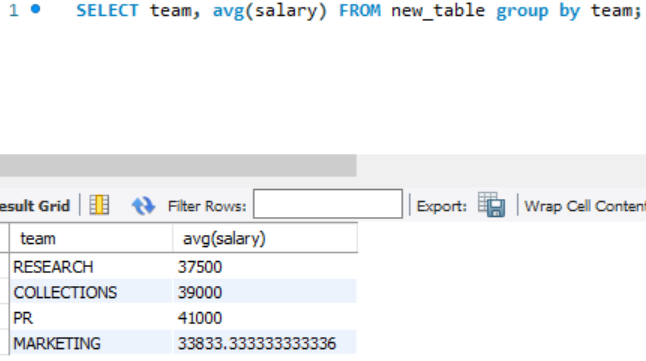 1 SELECT team, avg(salary) FROM new_table group by team;
esult Grid Filter Rows: Export: Wrap Cell Conten
team avg(salary)
RESEARCH 37500
COLLECTIONS 39000
PR 41000
MARKETING 33833.333333333336